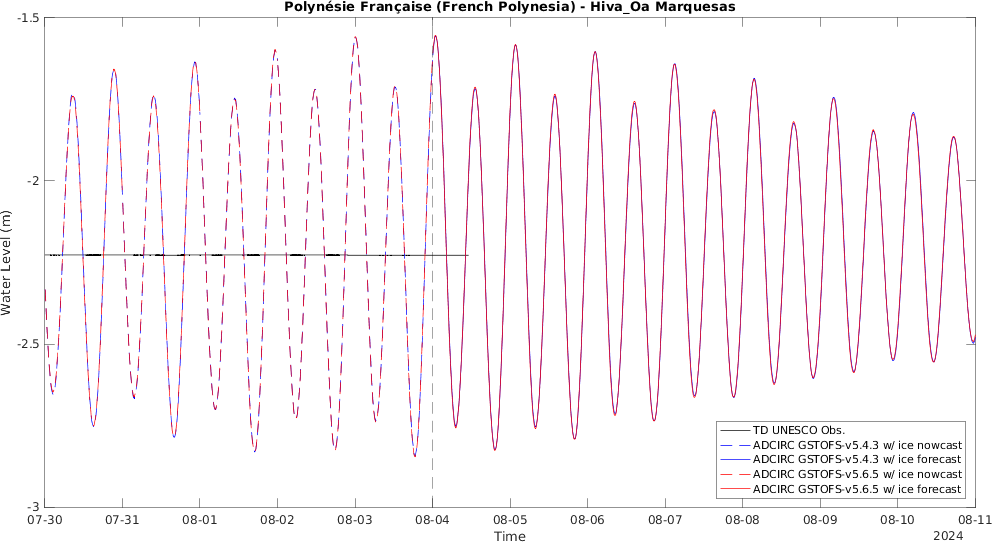 Polynésie Française (French Polynesia) - Hiva_Oa Marquesas
-1.5
-2
-2.5
-3
Water Level (m)
07-30 07-31 08-01 08-02 08-03 08-04 08-05 08-06 08-07 08-08 08-09 08-10 08-11
Time
2024
TD UNESCO Obs.
ADCIRC GSTOFS-v5.4.3 w/ ice nowcast
ADCIRC GSTOFS-v5.4.3 w/ ice forecast
ADCIRC GSTOFS-v5.6.5 w/ ice nowcast
ADCIRC GSTOFS-v5.6.5 w/ ice forecast